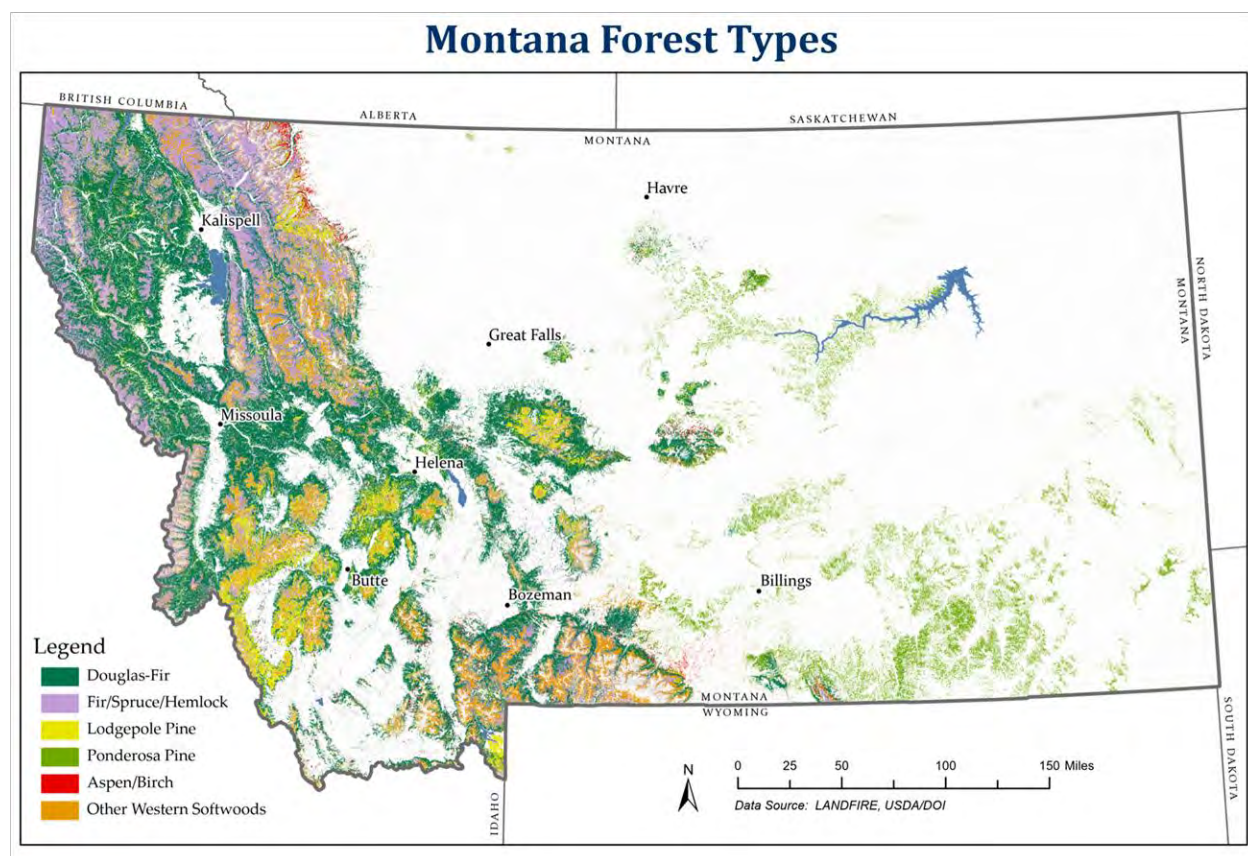 Montana Forest Types
BRITISH COLUMBIA
ALBERTA
SASKATCHEWAN
MONTANA
Havre
Kalispell
NORTH DAKOTA
MONTANA
Great Falls
Missoula
Helena
Butte
Billings
Bozeman
Legend
Douglas-Fir
Fir/Spruce/Hemlock
Lodgepole Pine
Ponderosa Pine
Aspen/Birch
Other Western Softwoods
MONTANA
WYOMING
SOUTH DAKOTA
IDAHO
N
0 25 50 100 150 Miles
Data Source: LANDFIRE, USDA/DOI